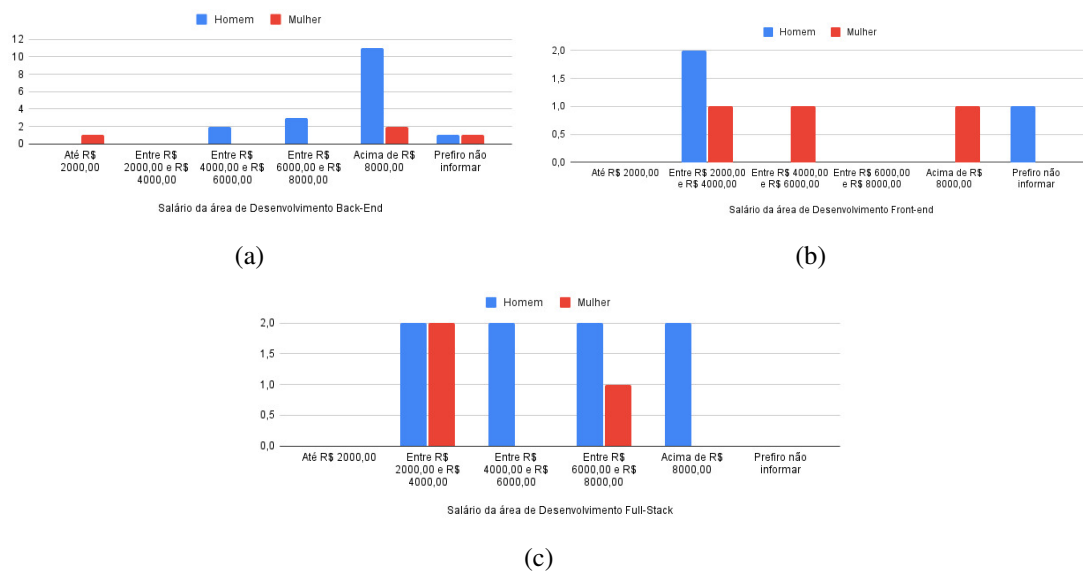 Homem Mulher
12
10
8
6
4
2
0
Até R$
2000,00
Entre R$
2000,00 e R$
4000,00
Entre R$
4000,00 e
6000,00
Entre R$
6000,00 e
8000,00
Acima de R$
8000,00
Prefiro não
informar
Salário da área de Desenvolvimento Back-End
(a)
Homem Mulher
2,0
1,5
1,0
0,5
0,0
Até R$ 2000,00
Entre R$ 2000,00
e R$ 4000,00
Entre R$ 4000,00
e R$ 6000,00
Entre R$ 6000,00
e R$ 8000,00
Acima de R$
8000,00
Prefiro não
informar
Salário da área de Desenvolvimento Front-end
(b)
Homem Mulher
2,0
1,5
1,0
0,5
0,0
Até R$ 2000,00
Entre R$
2000,00 e R$
4000,00
Entre R$
4000,00 e R$
6000,00
Entre R$
6000,00 e R$
8000,00
Acima de R$
8000,00
Prefiro não
informar
Salário da área de Desenvolvimento Full-Stack
(c)